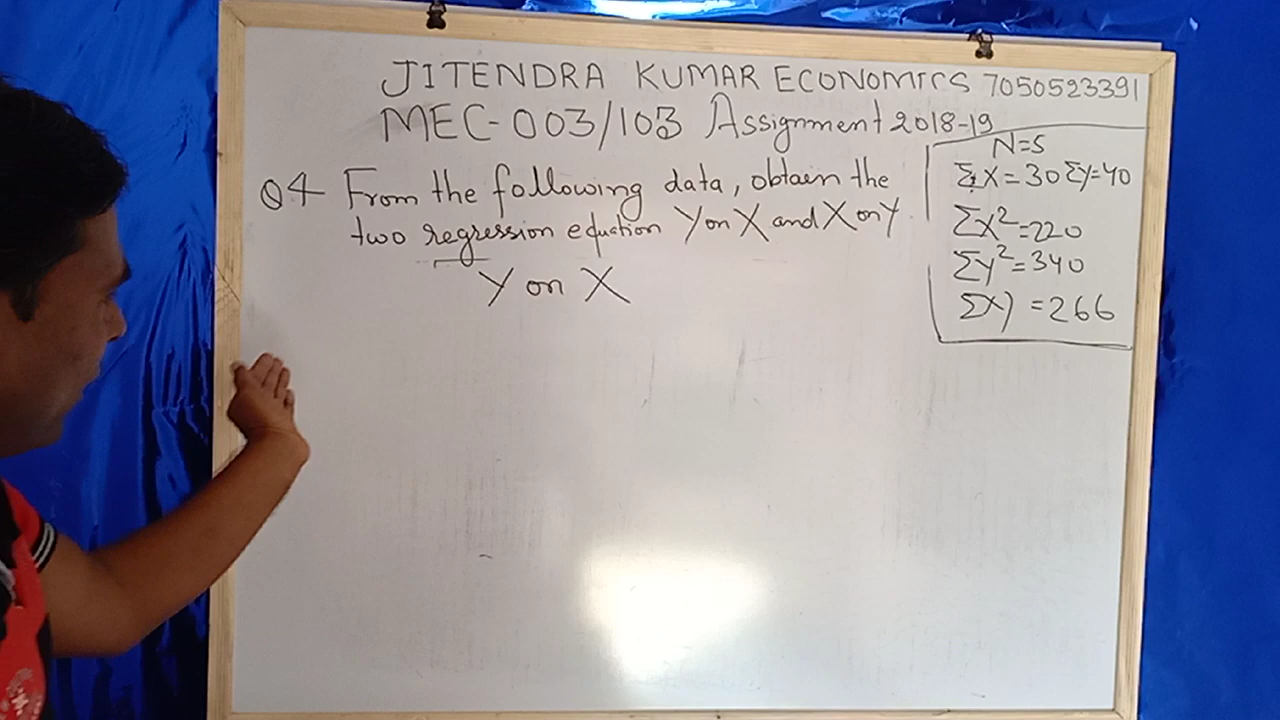 JITENDRA KUMAR ECONOMICS 7050523391
MEC-003/103 Assignment 2018-19
Q4 From the following data, obtain the
two regression equation Y on X and X on Y.
Y on X
N=5
ΣX=30 Σy=40
ΣX²=220
Σy²=340
ΣXy=266